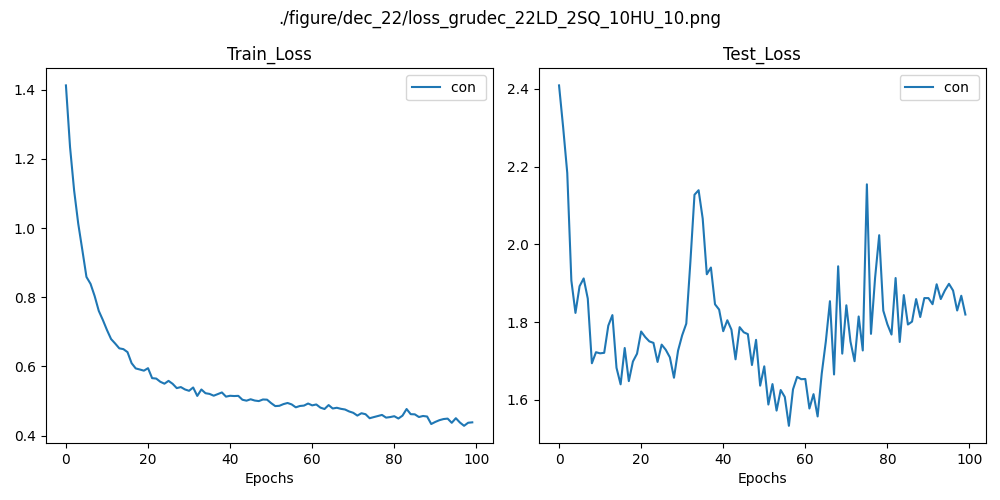 ./figure/dec_22/loss_grudec_22LD_2SQ_10HU_10.png
Train_Loss
con
1.4
1.2
1.0
0.8
0.6
0.4
0 20 40 60 80 100
Epochs
Test_Loss
con
2.4
2.2
2.0
1.8
1.6
0 20 40 60 80 100
Epochs